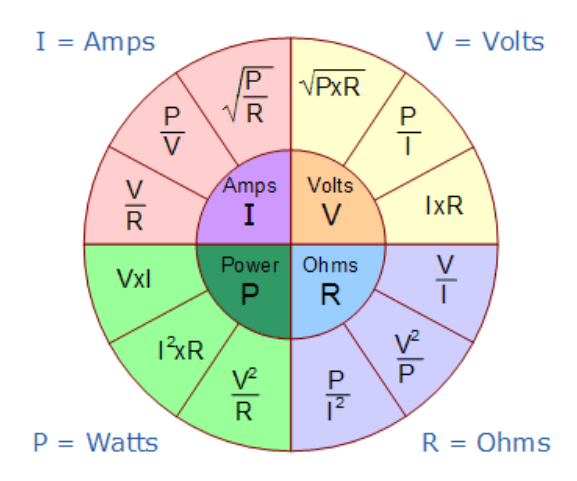 I = Amps
V = Volts
√(P/R)
√PxR
P/V
P/I
V/R
IxR
Amps
I
Volts
V
Power
P
Ohms
R
VxI
V/I
I²xR
V²/P
V²/R
P/I²
P = Watts
R = Ohms